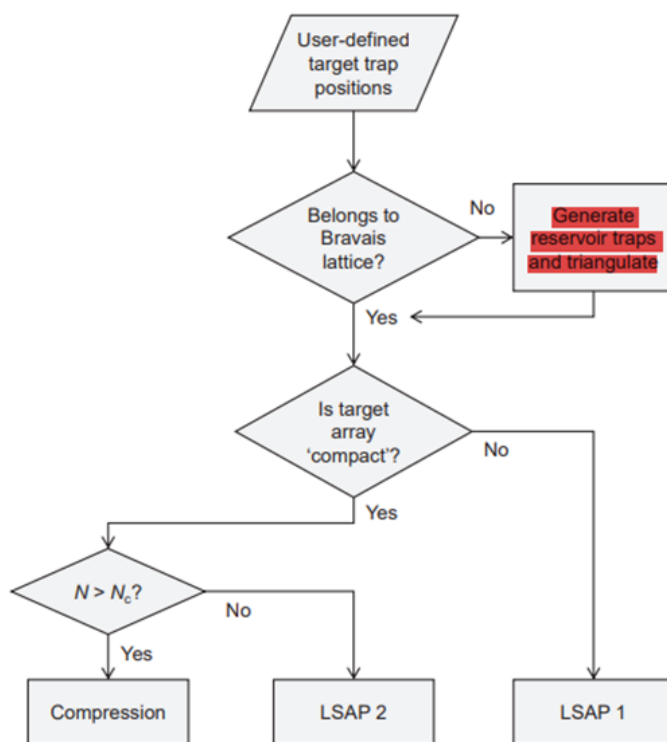 User-defined
target trap
positions
Belongs to
Bravais
lattice?
No
Generate
reservoir traps
and triangulate
Yes
Is target
array
‘compact’?
No
Yes
N > Nc?
No
Yes
Compression
LSAP 2
LSAP 1